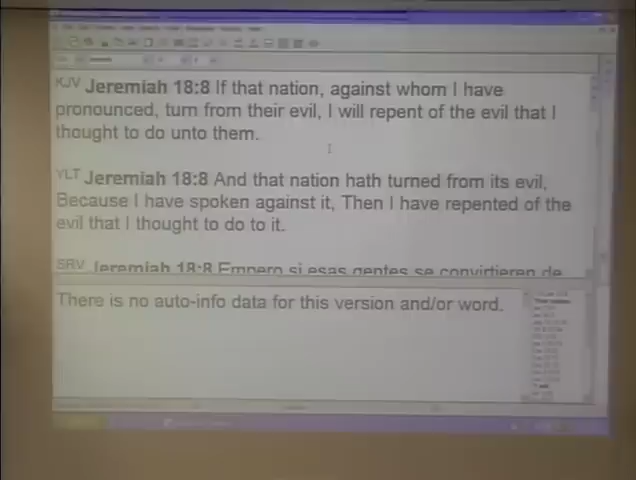 KJV Jeremiah 18:8 If that nation, against whom I have
pronounced, turn from their evil, I will repent of the evil that I
thought to do unto them.
YLT Jeremiah 18:8 And that nation hath turned from its evil,
Because I have spoken against it, Then I have repented of the
evil that I thought to do to it.
SRV Jeremiah 18:8 Empero si esas gentes se convirtieren de
There is no auto-info data for this version and/or word.